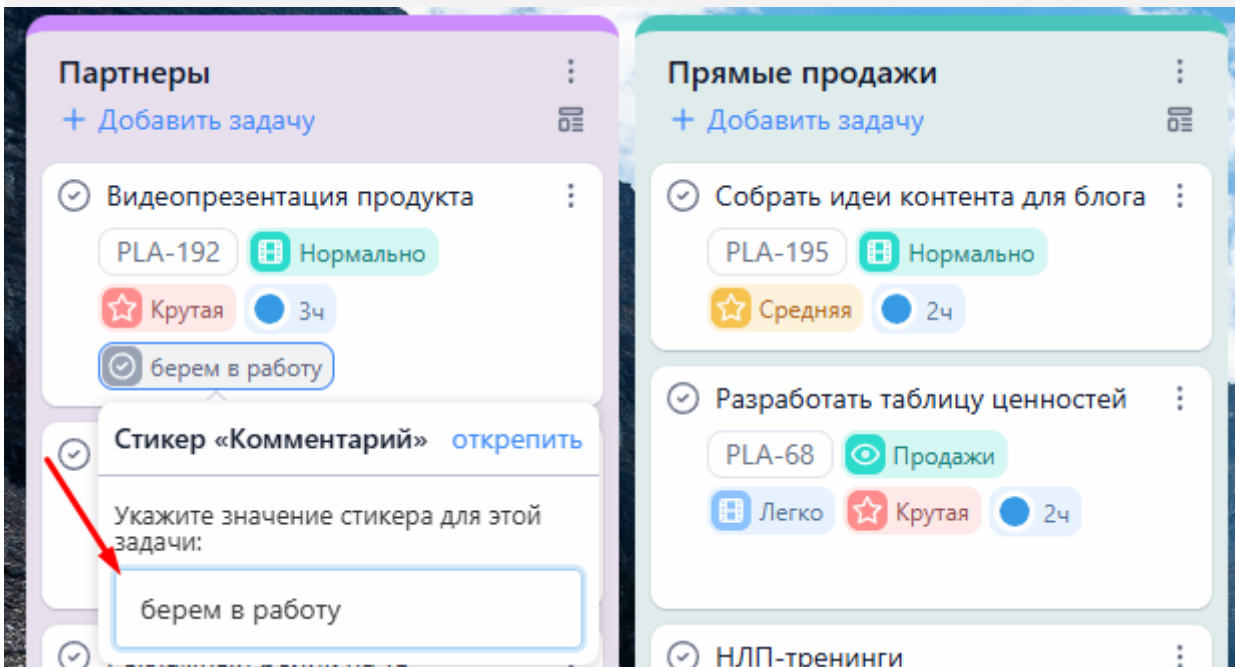 Партнеры
+ Добавить задачу
Видеопрезентация продукта
PLA-192 Нормально
Крутая 3ч
берем в работу
Стикер «Комментарий» открепить
Укажите значение стикера для этой
задачи:
берем в работу
Прямые продажи
+ Добавить задачу
Собрать идеи контента для блога
PLA-195 Нормально
Средняя 2ч
Разработать таблицу ценностей
PLA-68 Продажи
Легко Крутая 2ч
НЛП-тренинги